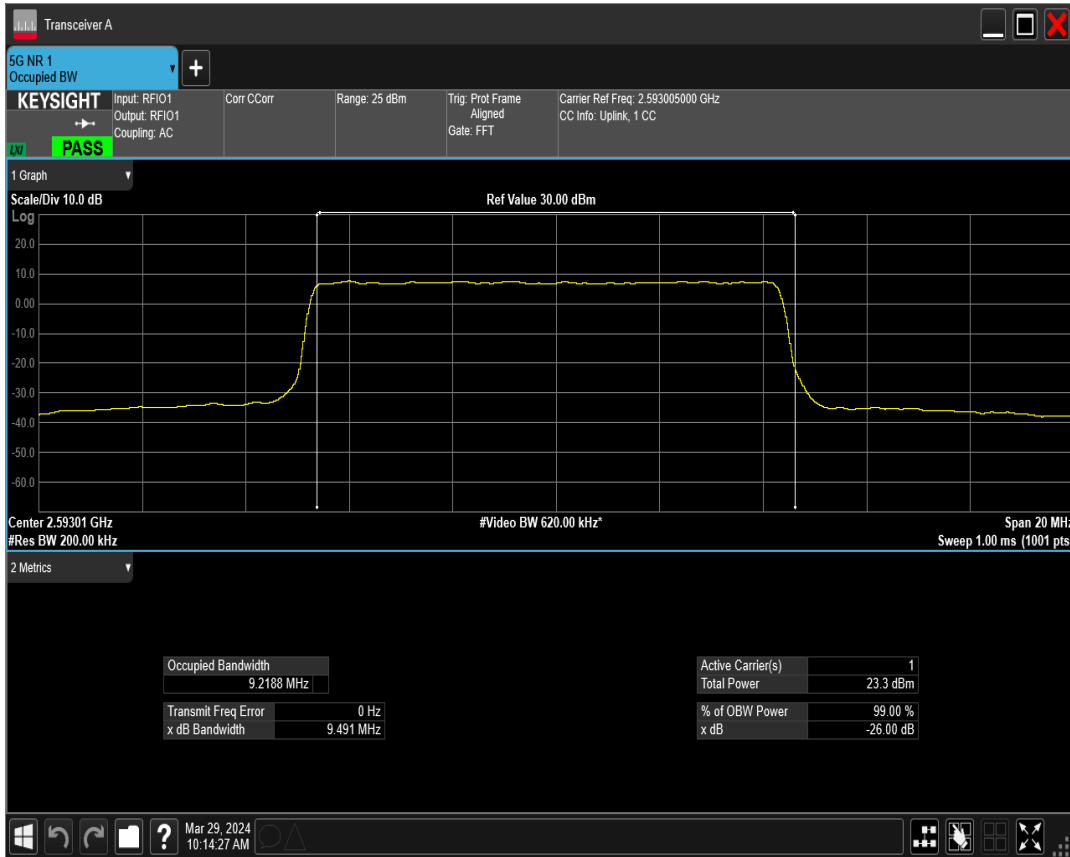 Transceiver A
5G NR 1
Occupied BW
KEYSIGHT
LXI
PASS
Input: RFIO1
Output: RFIO1
Coupling: AC
Corr CCorr
Range: 25 dBm
Trig: Prot Frame
Aligned
Gate: FFT
Carrier Ref Freq: 2.593005000 GHz
CC Info: Uplink, 1 CC
1 Graph
Scale/Div 10.0 dB
Ref Value 30.00 dBm
Log
20.0
10.0
0.00
-10.0
-20.0
-30.0
-40.0
-50.0
-60.0
Center 2.59301 GHz
#Video BW 620.00 kHz*
Span 20 MHz
#Res BW 200.00 kHz
Sweep 1.00 ms (1001 pts
2 Metrics
Occupied Bandwidth
9.2188 MHz
Transmit Freq Error 0 Hz
x dB Bandwidth 9.491 MHz
Active Carrier(s) 1
Total Power 23.3 dBm
% of OBW Power 99.00 %
x dB -26.00 dB
?
Mar 29, 2024
10:14:27 AM